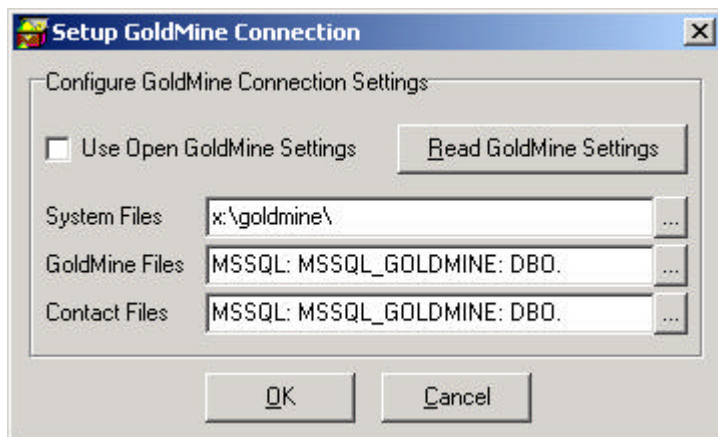 Setup GoldMine Connection
Configure GoldMine Connection Settings
Use Open GoldMine Settings Read GoldMine Settings
System Files x:\goldmine\ ...
GoldMine Files MSSQL: MSSQL_GOLDMINE: DBO. ...
Contact Files MSSQL: MSSQL_GOLDMINE: DBO. ...
OK Cancel